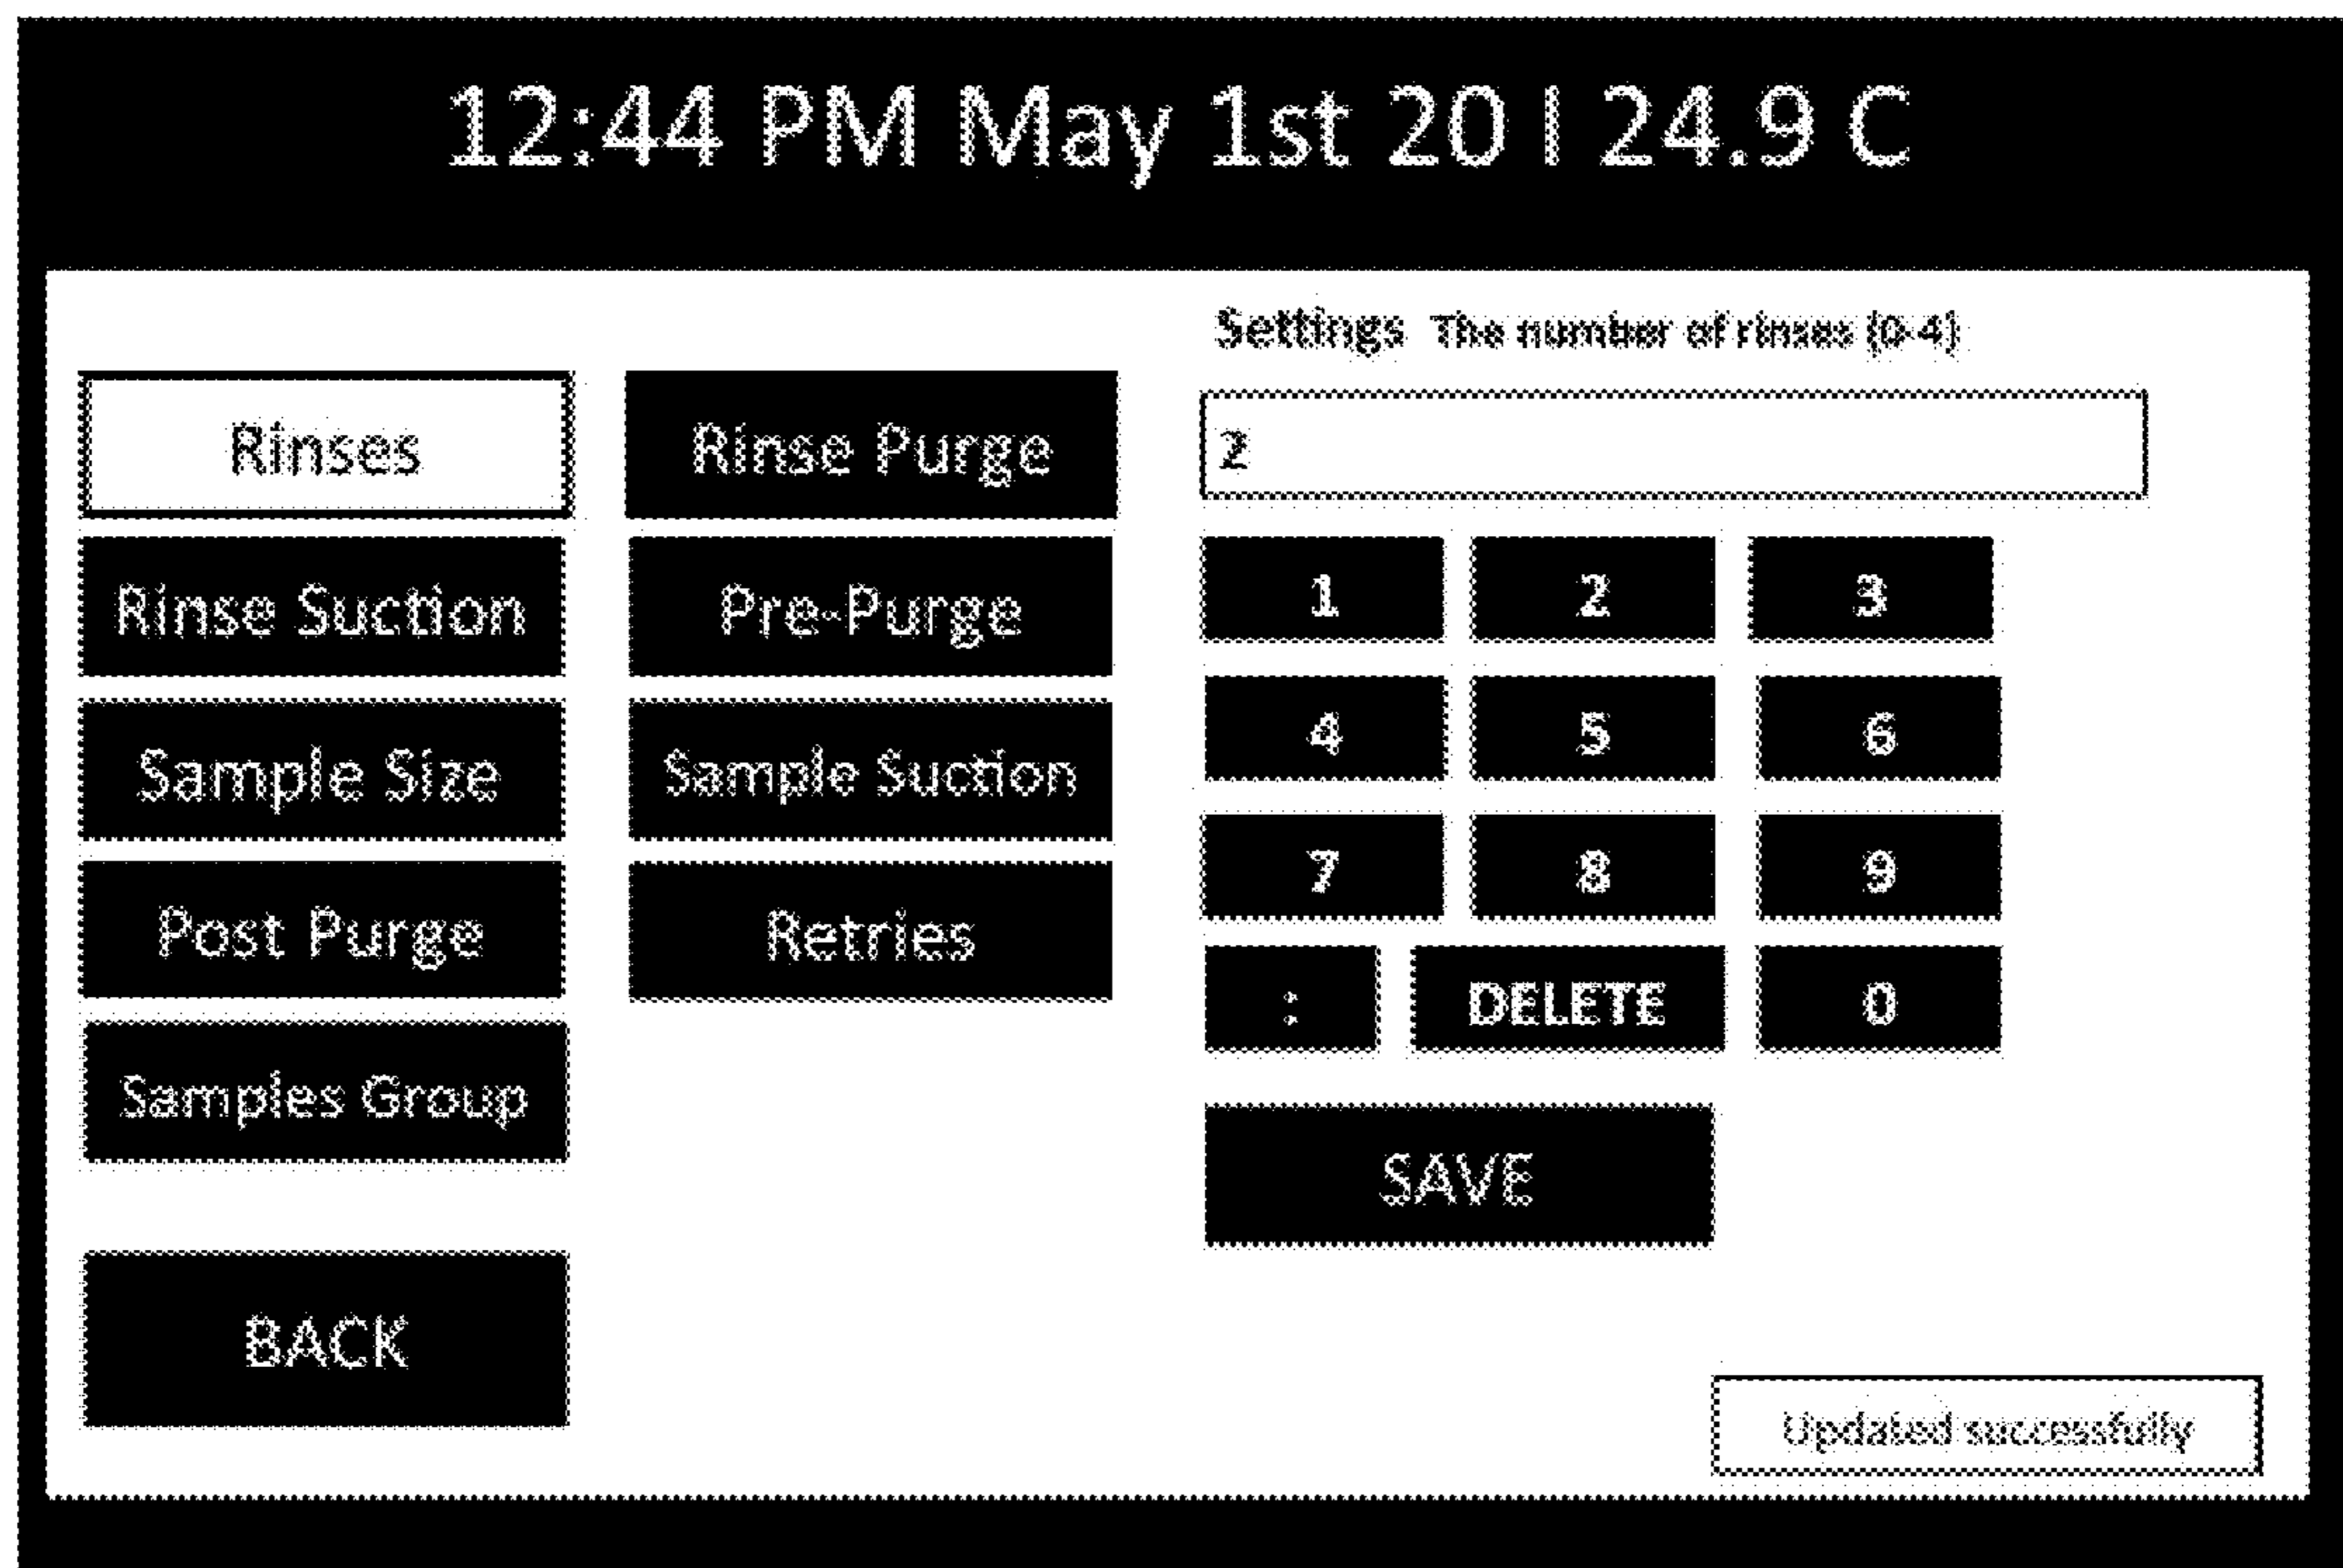 12:44 PM May 1st 20 | 24.9 C
Settings The number of rinses (0-4)
Rinses
Rinse Purge
2
Rinse Suction
Pre-Purge
1
2
3
Sample Size
Sample Suction
4
5
6
Post Purge
Retries
7
8
9
:
DELETE
0
Samples Group
SAVE
BACK
Updated successfully